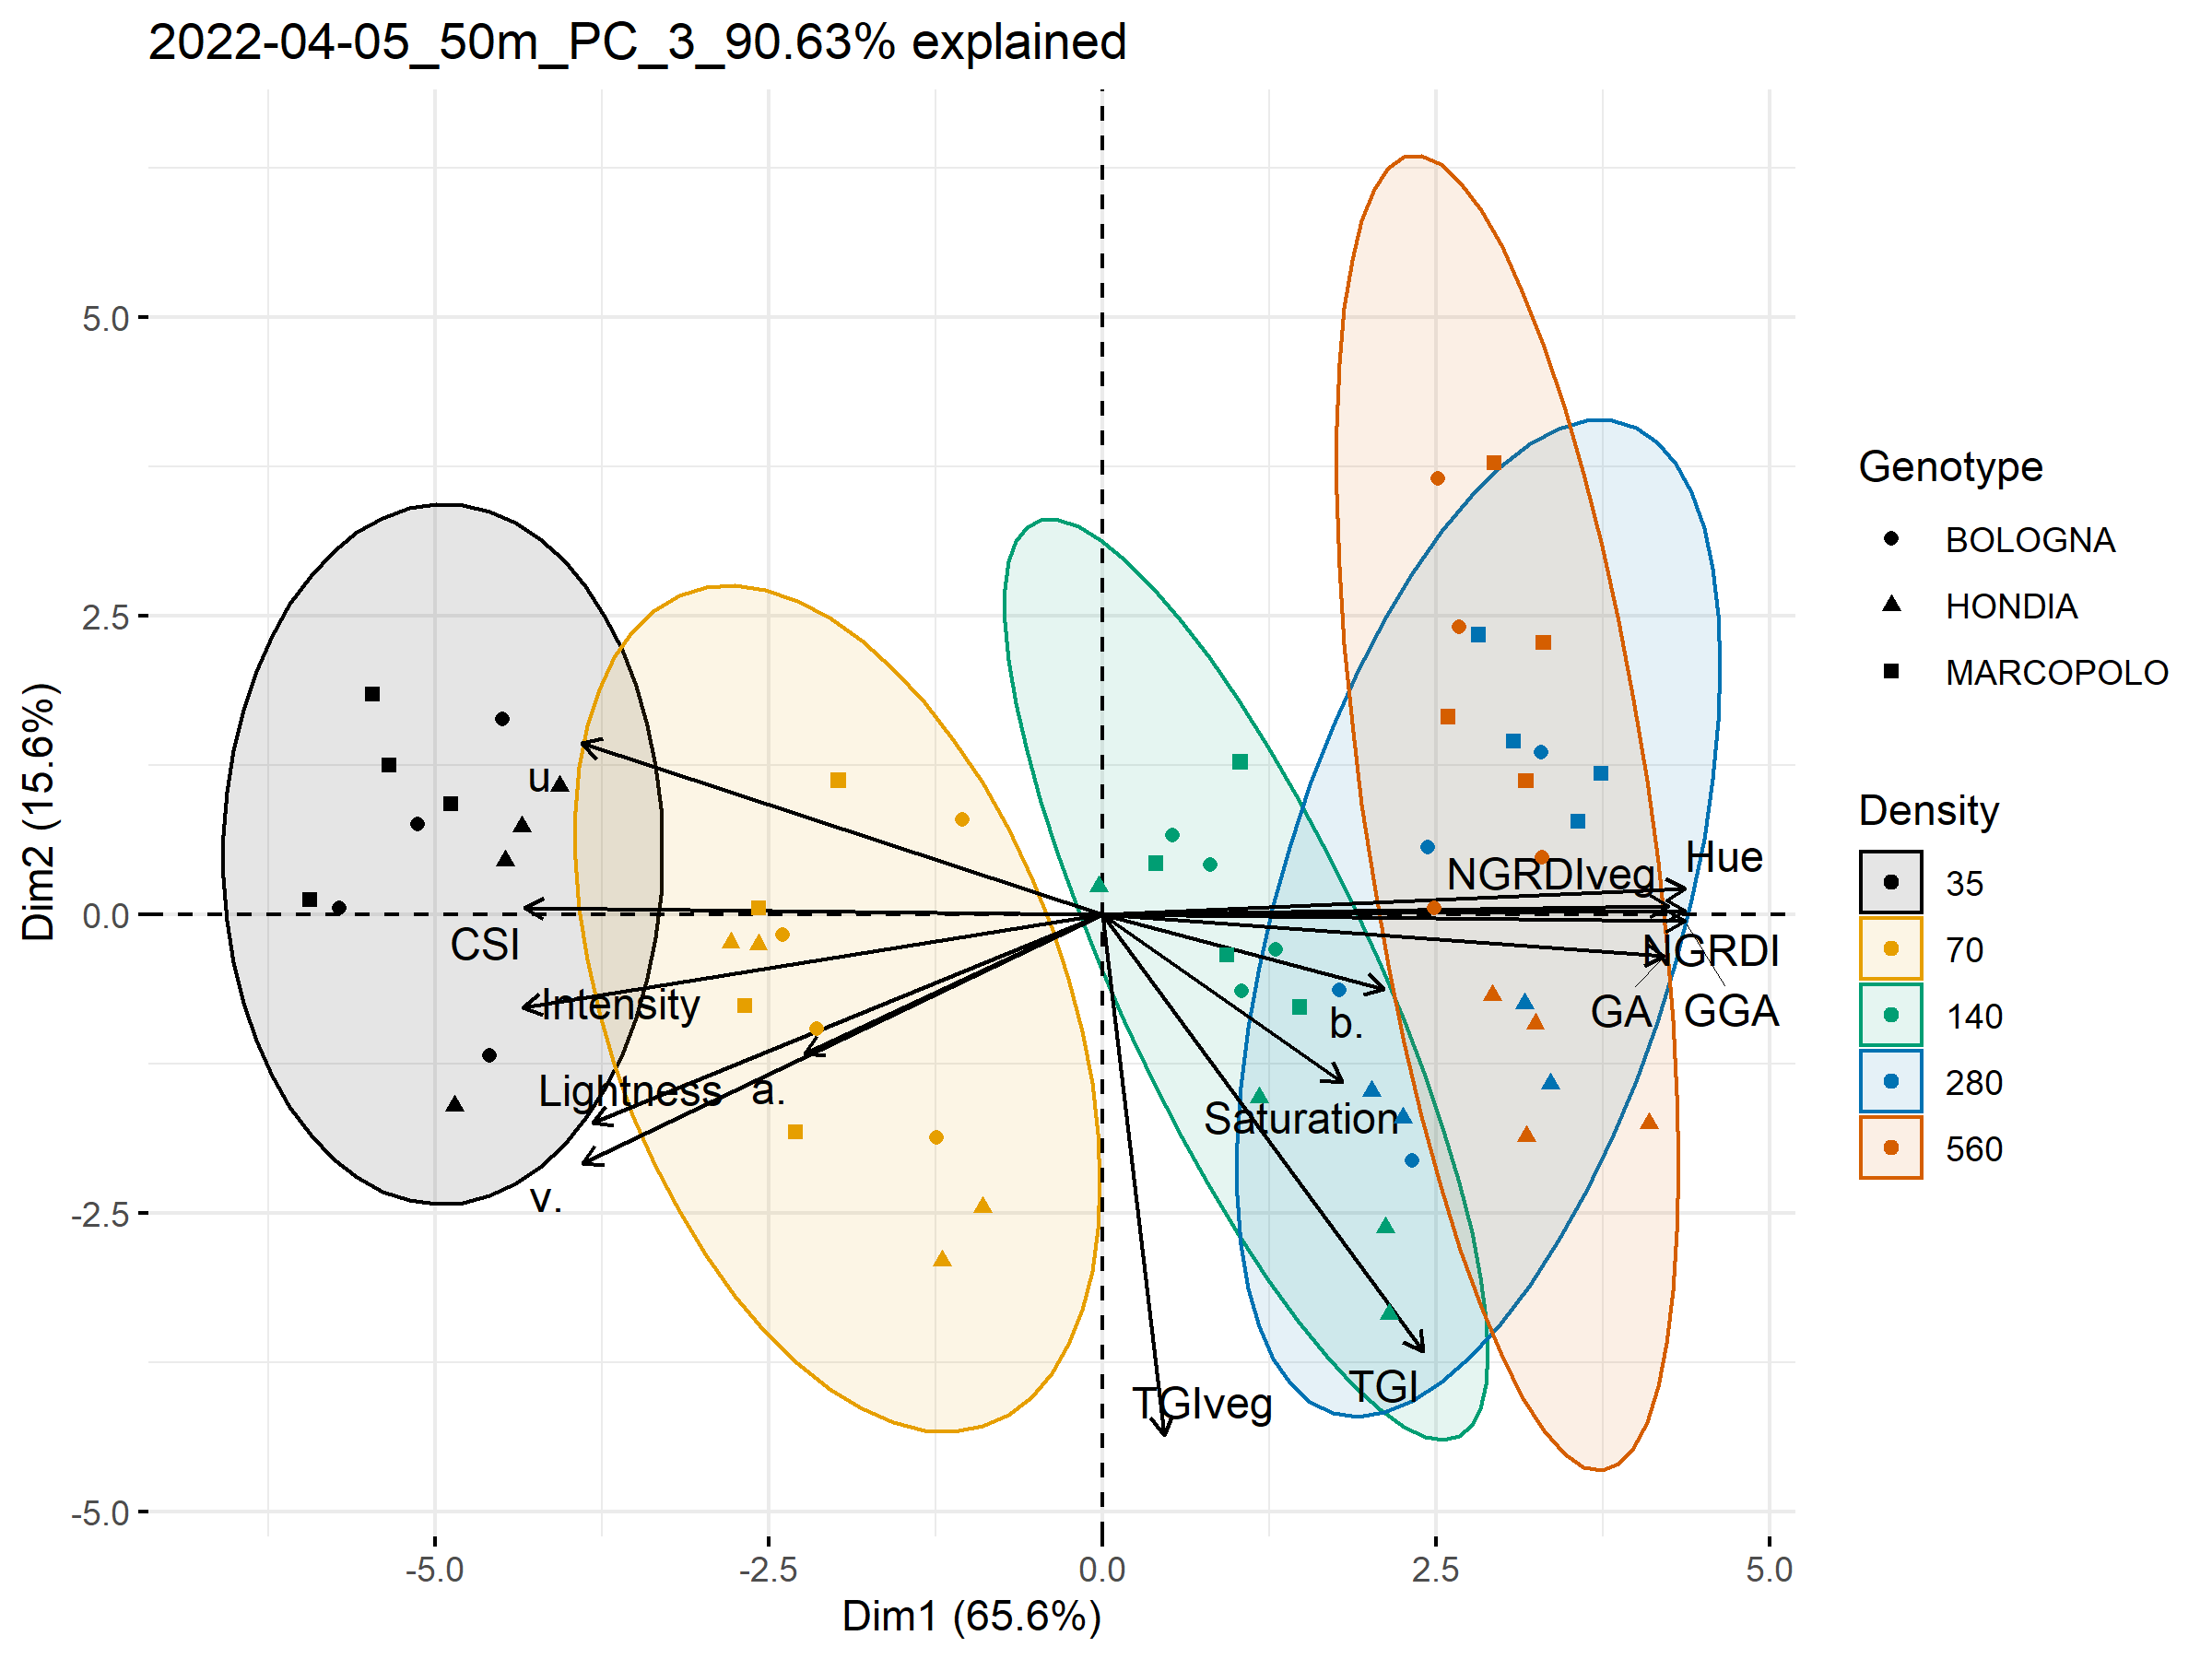 2022-04-05_50m_PC_3_90.63% explained
Dim2 (15.6%)
5.0
2.5
0.0
-2.5
-5.0
u.
CSI
Intensity
Lightness
a.
v.
NGRDIveg
Hue
NGRDI
GA
GGA
b.
Saturation
TGI
TGIveg
-5.0
-2.5
0.0
2.5
5.0
Dim1 (65.6%)
Genotype
BOLOGNA
HONDIA
MARCOPOLO
Density
35
70
140
280
560